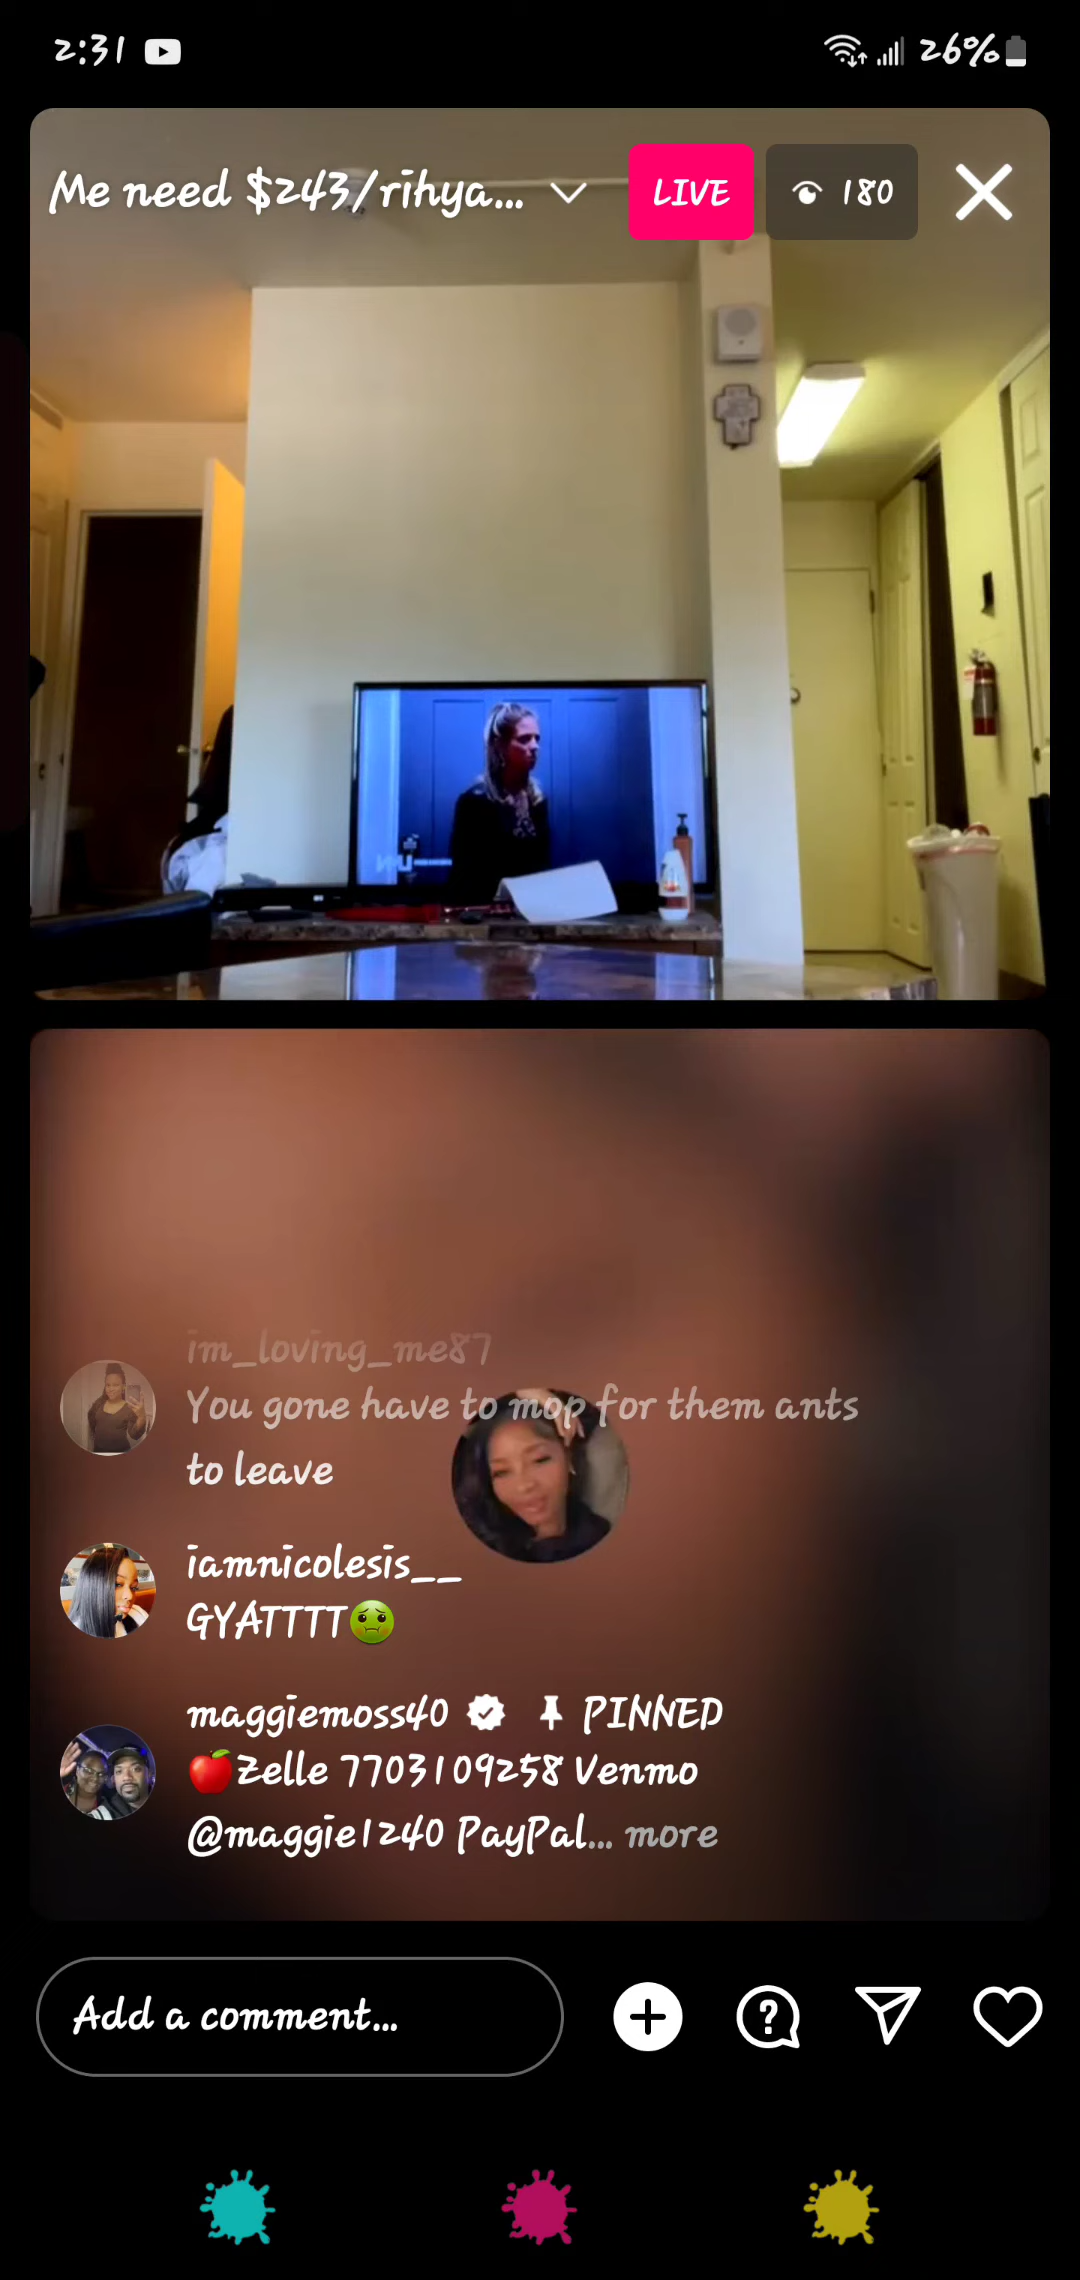 2:31
26%
Me need $243/rihya...
LIVE
180
im_loving_me87
You gone have to mop for them ants
to leave
iamnicolesis__
GYATTTT🤢
maggiemoss40 PINNED
🍎Zelle 7703109258 Venmo
@maggie1240 PayPal... more
Add a comment...